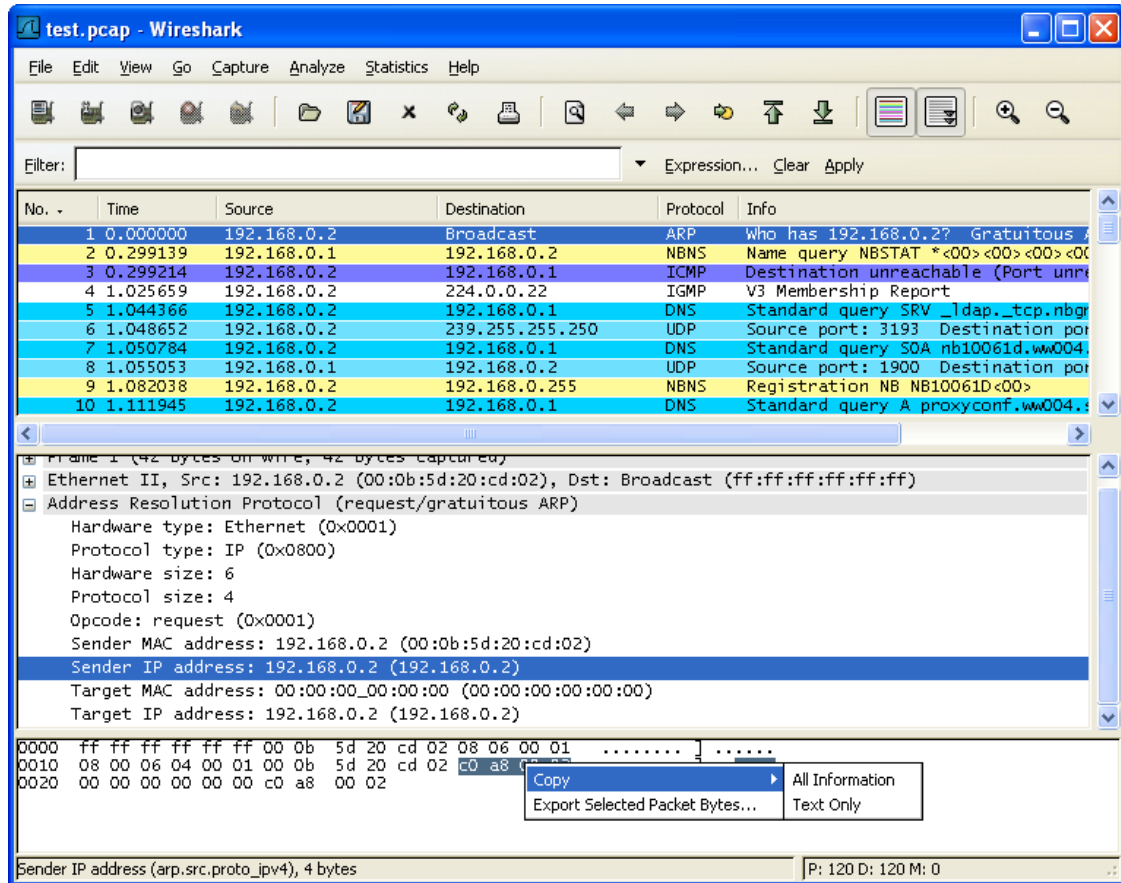 test.pcap - Wireshark
File Edit View Go Capture Analyze Statistics Help
Filter: Expression... Clear Apply
No. Time Source Destination Protocol Info
1 0.000000 192.168.0.2 Broadcast ARP Who has 192.168.0.2? Gratuitous
2 0.299139 192.168.0.1 192.168.0.2 NBNS Name query NBSTAT *<00><00><00><00
3 0.299214 192.168.0.2 192.168.0.1 ICMP Destination unreachable (Port unre
4 1.025659 192.168.0.2 224.0.0.22 IGMP V3 Membership Report
5 1.044366 192.168.0.2 192.168.0.1 DNS Standard query SRV _ldap._tcp.nbgm
6 1.048652 192.168.0.2 239.255.255.250 UDP Source port: 3193 Destination por
7 1.050784 192.168.0.2 192.168.0.1 DNS Standard query SOA nb10061d.ww004.
8 1.055053 192.168.0.1 192.168.0.2 UDP Source port: 1900 Destination por
9 1.082038 192.168.0.2 192.168.0.255 NBNS Registration NB NB10061D<00>
10 1.111945 192.168.0.2 192.168.0.1 DNS Standard query A proxyconf.ww004.s
Frame 1 (42 bytes on wire, 42 bytes captured)
Ethernet II, Src: 192.168.0.2 (00:0b:5d:20:cd:02), Dst: Broadcast (ff:ff:ff:ff:ff:ff)
Address Resolution Protocol (request/gratuitous ARP)
Hardware type: Ethernet (0x0001)
Protocol type: IP (0x0800)
Hardware size: 6
Protocol size: 4
Opcode: request (0x0001)
Sender MAC address: 192.168.0.2 (00:0b:5d:20:cd:02)
Sender IP address: 192.168.0.2 (192.168.0.2)
Target MAC address: 00:00:00_00:00:00 (00:00:00:00:00:00)
Target IP address: 192.168.0.2 (192.168.0.2)
0000 ff ff ff ff ff ff 00 0b 5d 20 cd 02 08 06 00 01 ........ ] ......
0010 08 00 06 04 00 01 00 0b 5d 20 cd 02 c0 a8
0020 00 00 00 00 00 00 c0 a8 00 02
Copy All Information
Export Selected Packet Bytes... Text Only
Sender IP address (arp.src.proto_ipv4), 4 bytes P: 120 D: 120 M: 0